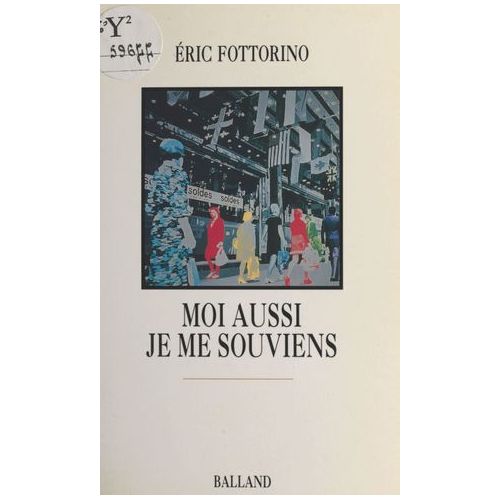 Y²
59677
ÉRIC FOTTORINO
soldes soldes
MOI AUSSI
JE ME SOUVIENS
BALLAND